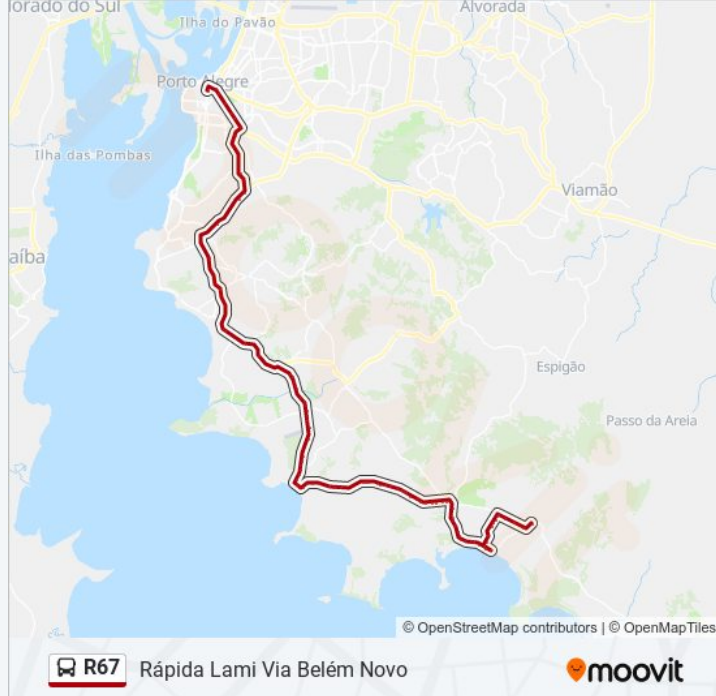 lorado do Sul
Ilha do Pavão
Alvorada
Porto Alegre
Ilha das Pombas
Viamão
aíba
Espigão
Passo da Areia
© OpenStreetMap contributors | © OpenMapTiles
R67 Rápida Lami Via Belém Novo
moovit